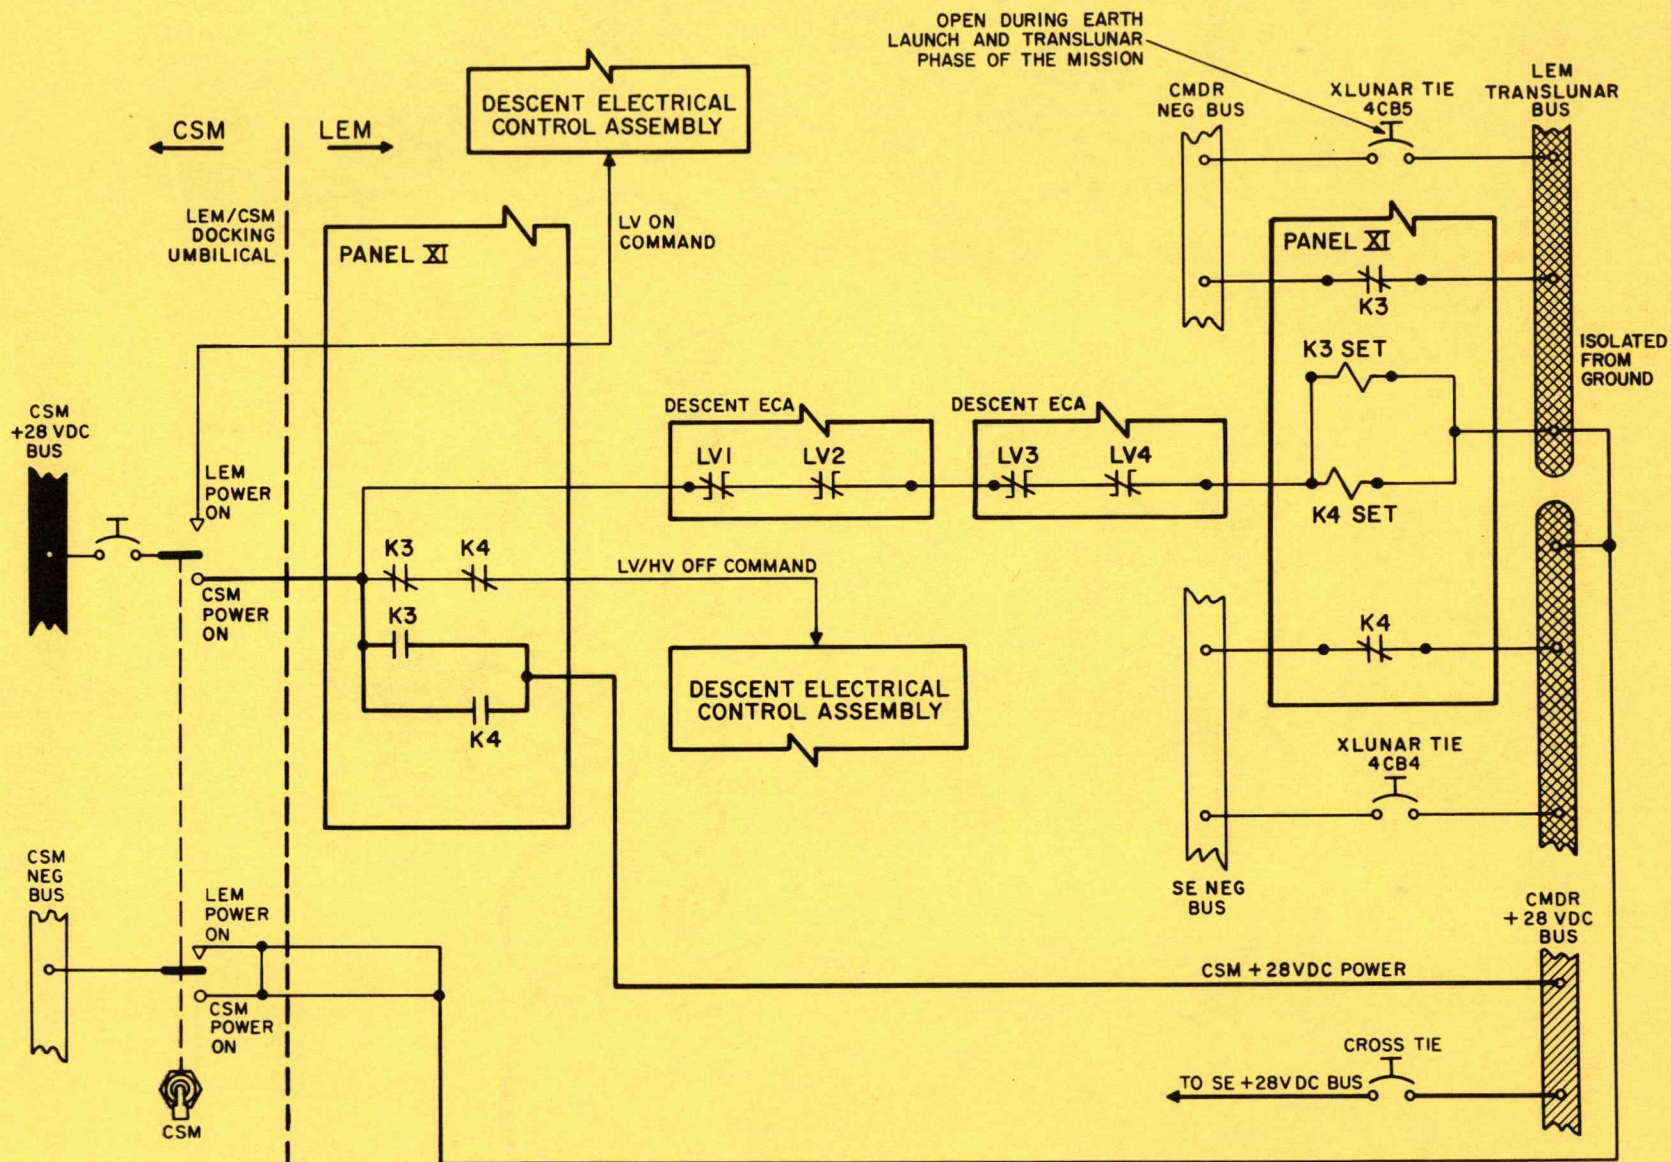 OPEN DURING EARTH
LAUNCH AND TRANSLUNAR
PHASE OF THE MISSION
DESCENT ELECTRICAL
CONTROL ASSEMBLY
CSM
LEM
LEM/CSM
DOCKING
UMBILICAL
PANEL XI
LV ON
COMMAND
CMDR
NEG BUS
XLUNAR TIE
4CB5
LEM
TRANSLUNAR
BUS
PANEL XI
K3
K3 SET
K4 SET
ISOLATED
FROM
GROUND
CSM
+28 VDC
BUS
LEM
POWER
ON
CSM
POWER
ON
DESCENT ECA
LV1
LV2
DESCENT ECA
LV3
LV4
K3
K4
LV/HV OFF COMMAND
K3
K4
DESCENT ELECTRICAL
CONTROL ASSEMBLY
K4
XLUNAR TIE
4CB4
SE NEG
BUS
CSM
NEG
BUS
LEM
POWER
ON
CSM
POWER
ON
CSM
CMDR
+28 VDC
BUS
CSM +28VDC POWER
CROSS TIE
TO SE +28VDC BUS